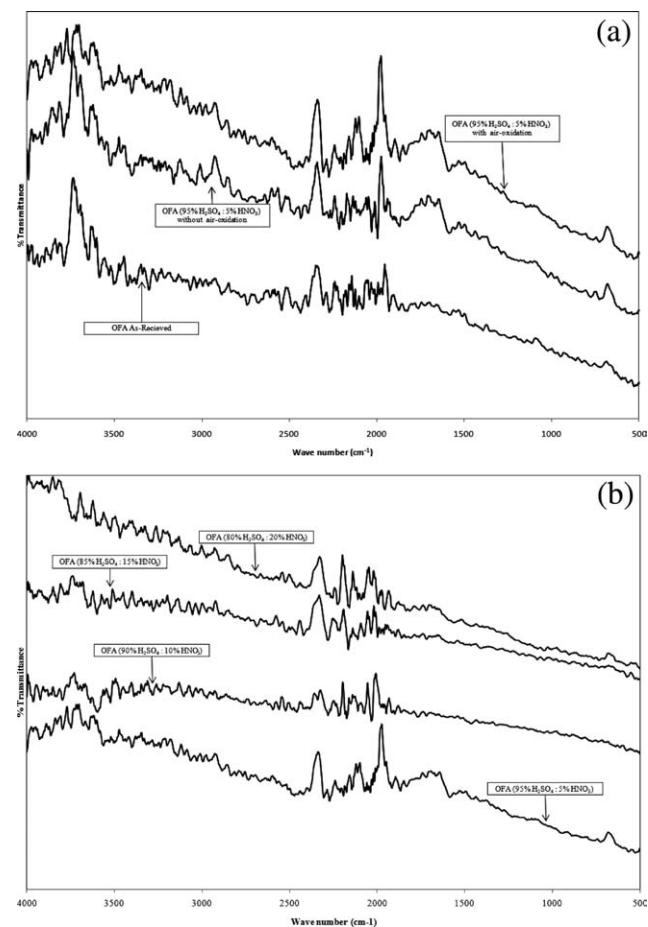 (a)
% Transmittance
OFA (95% H₂SO₄ : 5% HNO₃)
with air-oxidation
OFA (95% H₂SO₄ : 5% HNO₃)
without air-oxidation
OFA As-Recieved
4000 3500 3000 2500 2000 1500 1000 500
Wave number (cm⁻¹)
(b)
% Transmittance
OFA (80% H₂SO₄ : 20% HNO₃)
OFA (85% H₂SO₄ : 15% HNO₃)
OFA (90% H₂SO₄ : 10% HNO₃)
OFA (95% H₂SO₄ : 5% HNO₃)
4000 3500 3000 2500 2000 1500 1000 500
Wave number (cm-1)